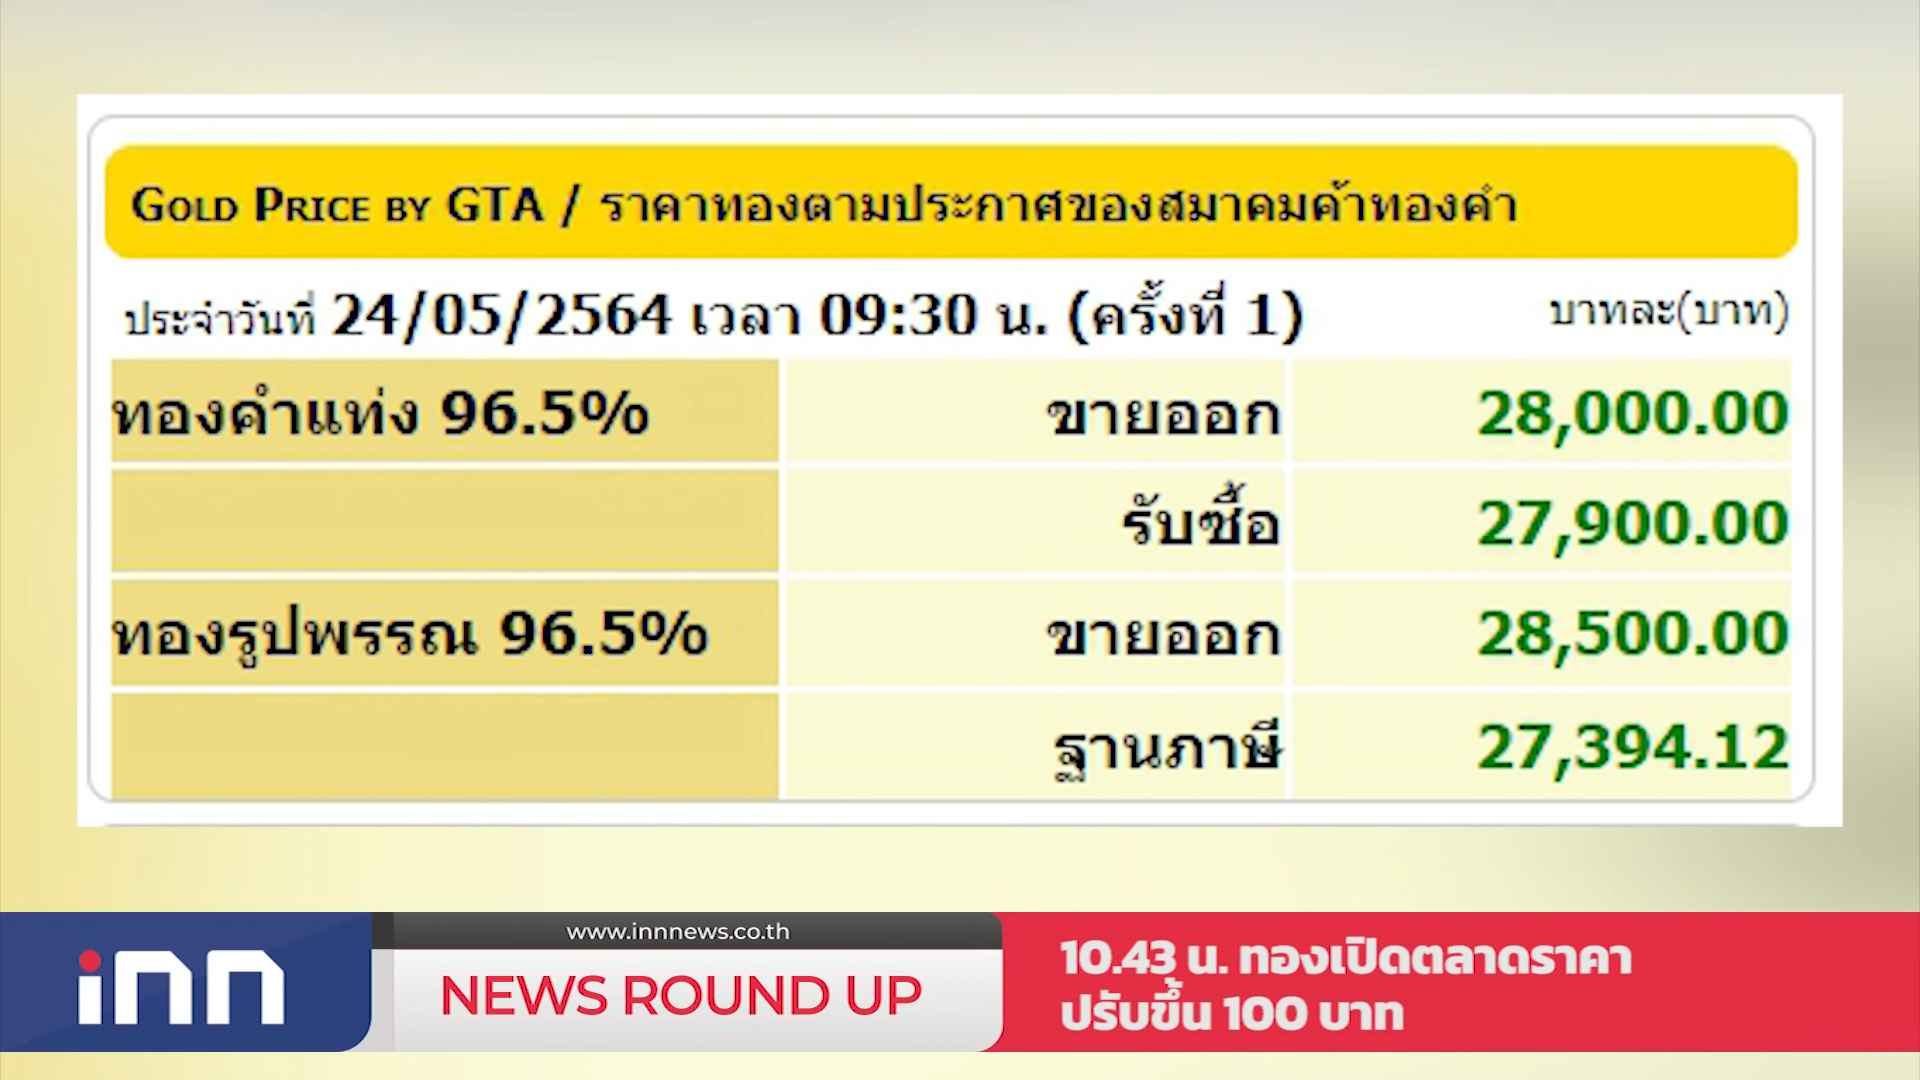 GOLD PRICE BY GTA / ราคาทองตามประกาศของสมาคมค้าทองคำ
ประจำวันที่ 24/05/2564 เวลา 09:30 น. (ครั้งที่ 1) บาทละ(บาท)
ทองคำแท่ง 96.5% ขายออก 28,000.00
รับซื้อ 27,900.00
ทองรูปพรรณ 96.5% ขายออก 28,500.00
ฐานภาษี 27,394.12
inn
www.innnews.co.th
NEWS ROUND UP
10.43 น. ทองเปิดตลาดราคา
ปรับขึ้น 100 บาท